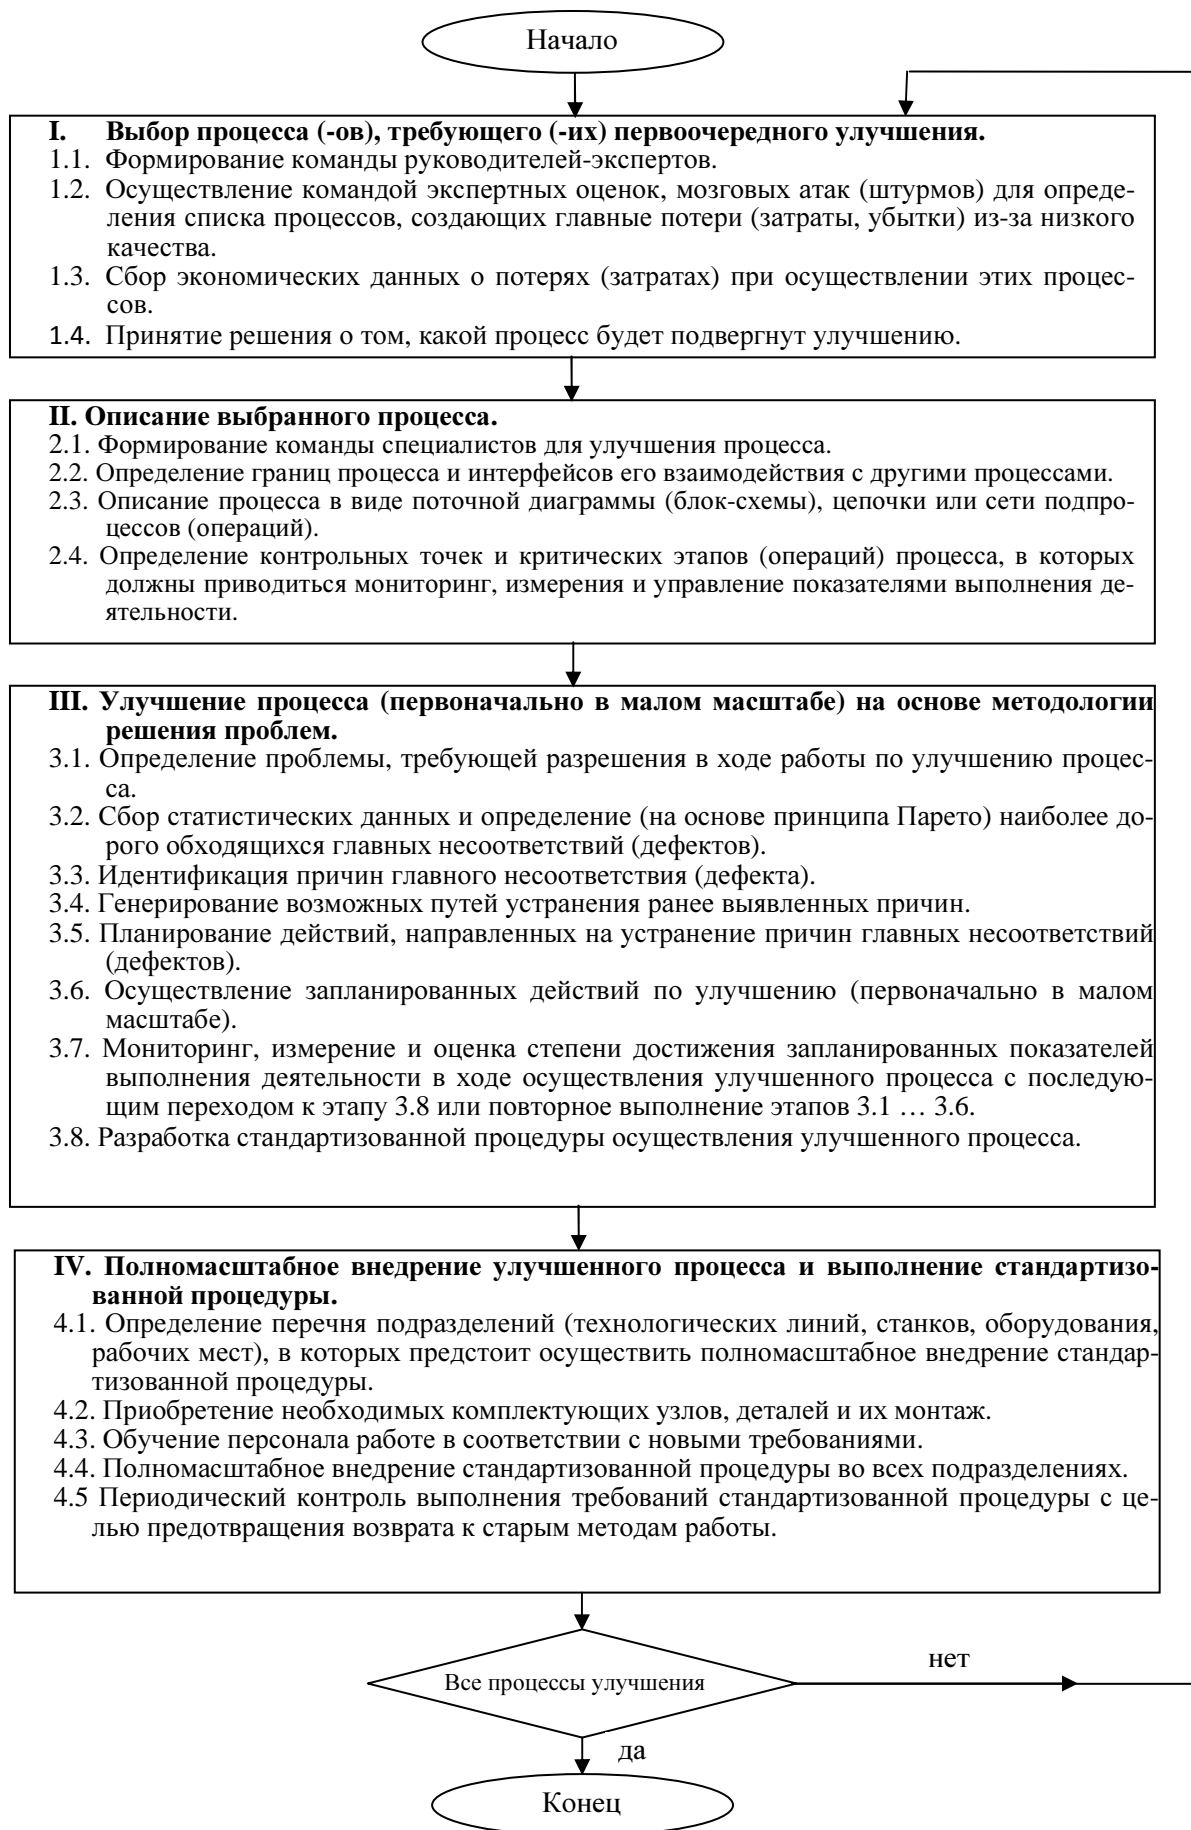 Начало
I. Выбор процесса (-ов), требующего (-их) первоочередного улучшения.
1.1. Формирование команды руководителей-экспертов.
1.2. Осуществление командой экспертных оценок, мозговых атак (штурмов) для опреде-
ления списка процессов, создающих главные потери (затраты, убытки) из-за низкого
качества.
1.3. Сбор экономических данных о потерях (затратах) при осуществлении этих процес-
сов.
1.4. Принятие решения о том, какой процесс будет подвергнут улучшению.
II. Описание выбранного процесса.
2.1. Формирование команды специалистов для улучшения процесса.
2.2. Определение границ процесса и интерфейсов его взаимодействия с другими процессами.
2.3. Описание процесса в виде поточной диаграммы (блок-схемы), цепочки или сети подпро-
цессов (операций).
2.4. Определение контрольных точек и критических этапов (операций) процесса, в которых
должны приводиться мониторинг, измерения и управление показателями выполнения де-
ятельности.
III. Улучшение процесса (первоначально в малом масштабе) на основе методологии
решения проблем.
3.1. Определение проблемы, требующей разрешения в ходе работы по улучшению процес-
са.
3.2. Сбор статистических данных и определение (на основе принципа Парето) наиболее до-
рого обходящихся главных несоответствий (дефектов).
3.3. Идентификация причин главного несоответствия (дефекта).
3.4. Генерирование возможных путей устранения ранее выявленных причин.
3.5. Планирование действий, направленных на устранение причин главных несоответствий
(дефектов).
3.6. Осуществление запланированных действий по улучшению (первоначально в малом
масштабе).
3.7. Мониторинг, измерение и оценка степени достижения запланированных показателей
выполнения деятельности в ходе осуществления улучшенного процесса с последую-
щим переходом к этапу 3.8 или повторное выполнение этапов 3.1 … 3.6.
3.8. Разработка стандартизованной процедуры осуществления улучшенного процесса.
IV. Полномасштабное внедрение улучшенного процесса и выполнение стандартизо-
ванной процедуры.
4.1. Определение перечня подразделений (технологических линий, станков, оборудования,
рабочих мест), в которых предстоит осуществить полномасштабное внедрение стандар-
тизованной процедуры.
4.2. Приобретение необходимых комплектующих узлов, деталей и их монтаж.
4.3. Обучение персонала работе в соответствии с новыми требованиями.
4.4. Полномасштабное внедрение стандартизованной процедуры во всех подразделениях.
4.5 Периодический контроль выполнения требований стандартизованной процедуры с це-
лью предотвращения возврата к старым методам работы.
нет
Все процессы улучшения
да
Конец